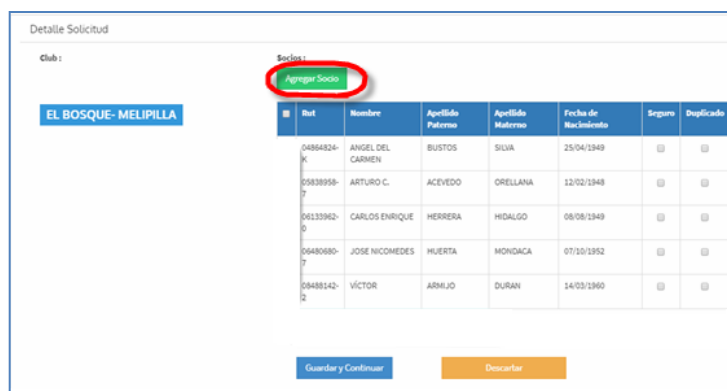 Detalle Solicitud
Club :
Socios :
Agregar Socio
EL BOSQUE- MELIPILLA
Rut Nombre Apellido Paterno Apellido Materno Fecha de Nacimiento Seguro Duplicado
04864824-K ANGEL DEL CARMEN BUSTOS SILVA 25/04/1949
05838958-7 ARTURO C. ACEVEDO ORELLANA 12/02/1948
06133962-0 CARLOS ENRIQUE HERRERA HIDALGO 08/08/1949
06480680-7 JOSE NICOMEDES HUERTA MONDACA 07/10/1952
08488142-2 VÍCTOR ARMIJO DURAN 14/03/1960
Guardar y Continuar Descartar